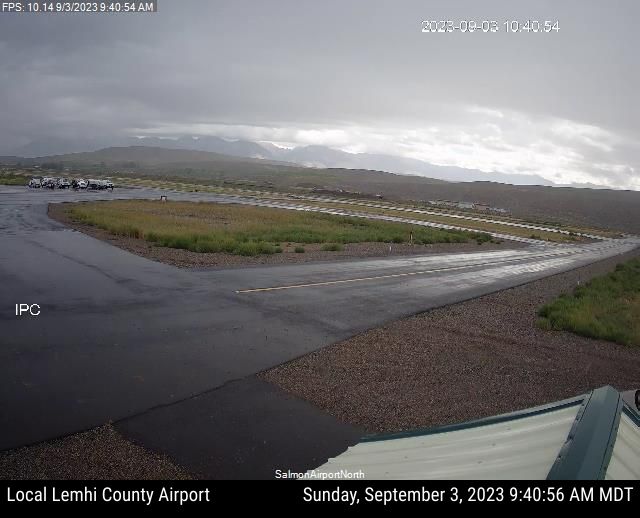 FPS: 10.14 9/3/2023 9:40:54 AM
2023-09-03 10:40:54
IPC
SalmonAirportNorth
Local Lemhi County Airport
Sunday, September 3, 2023 9:40:56 AM MDT